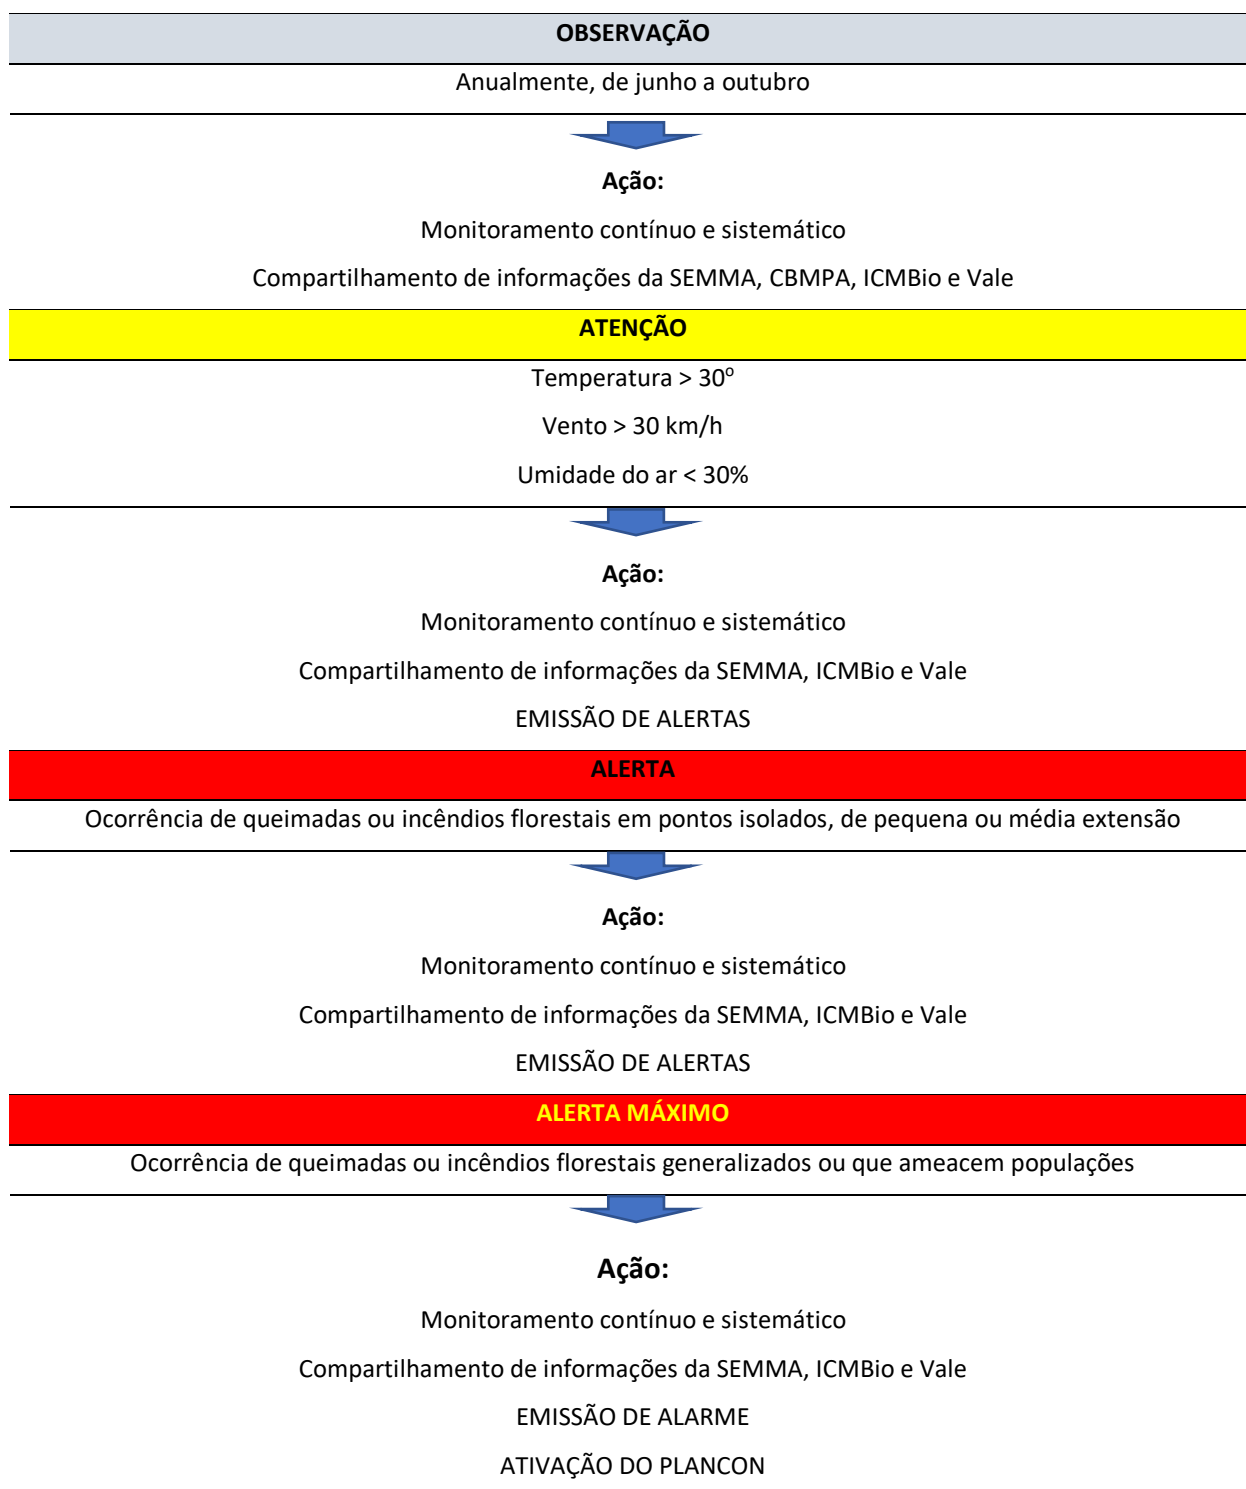 OBSERVAÇÃO
Anualmente, de junho a outubro
Ação:
Monitoramento contínuo e sistemático
Compartilhamento de informações da SEMMA, CBMPA, ICMBio e Vale
ATENÇÃO
Temperatura > 30º
Vento > 30 km/h
Umidade do ar < 30%
Ação:
Monitoramento contínuo e sistemático
Compartilhamento de informações da SEMMA, ICMBio e Vale
EMISSÃO DE ALERTAS
ALERTA
Ocorrência de queimadas ou incêndios florestais em pontos isolados, de pequena ou média extensão
Ação:
Monitoramento contínuo e sistemático
Compartilhamento de informações da SEMMA, ICMBio e Vale
EMISSÃO DE ALERTAS
ALERTA MÁXIMO
Ocorrência de queimadas ou incêndios florestais generalizados ou que ameacem populações
Ação:
Monitoramento contínuo e sistemático
Compartilhamento de informações da SEMMA, ICMBio e Vale
EMISSÃO DE ALARME
ATIVAÇÃO DO PLANCON